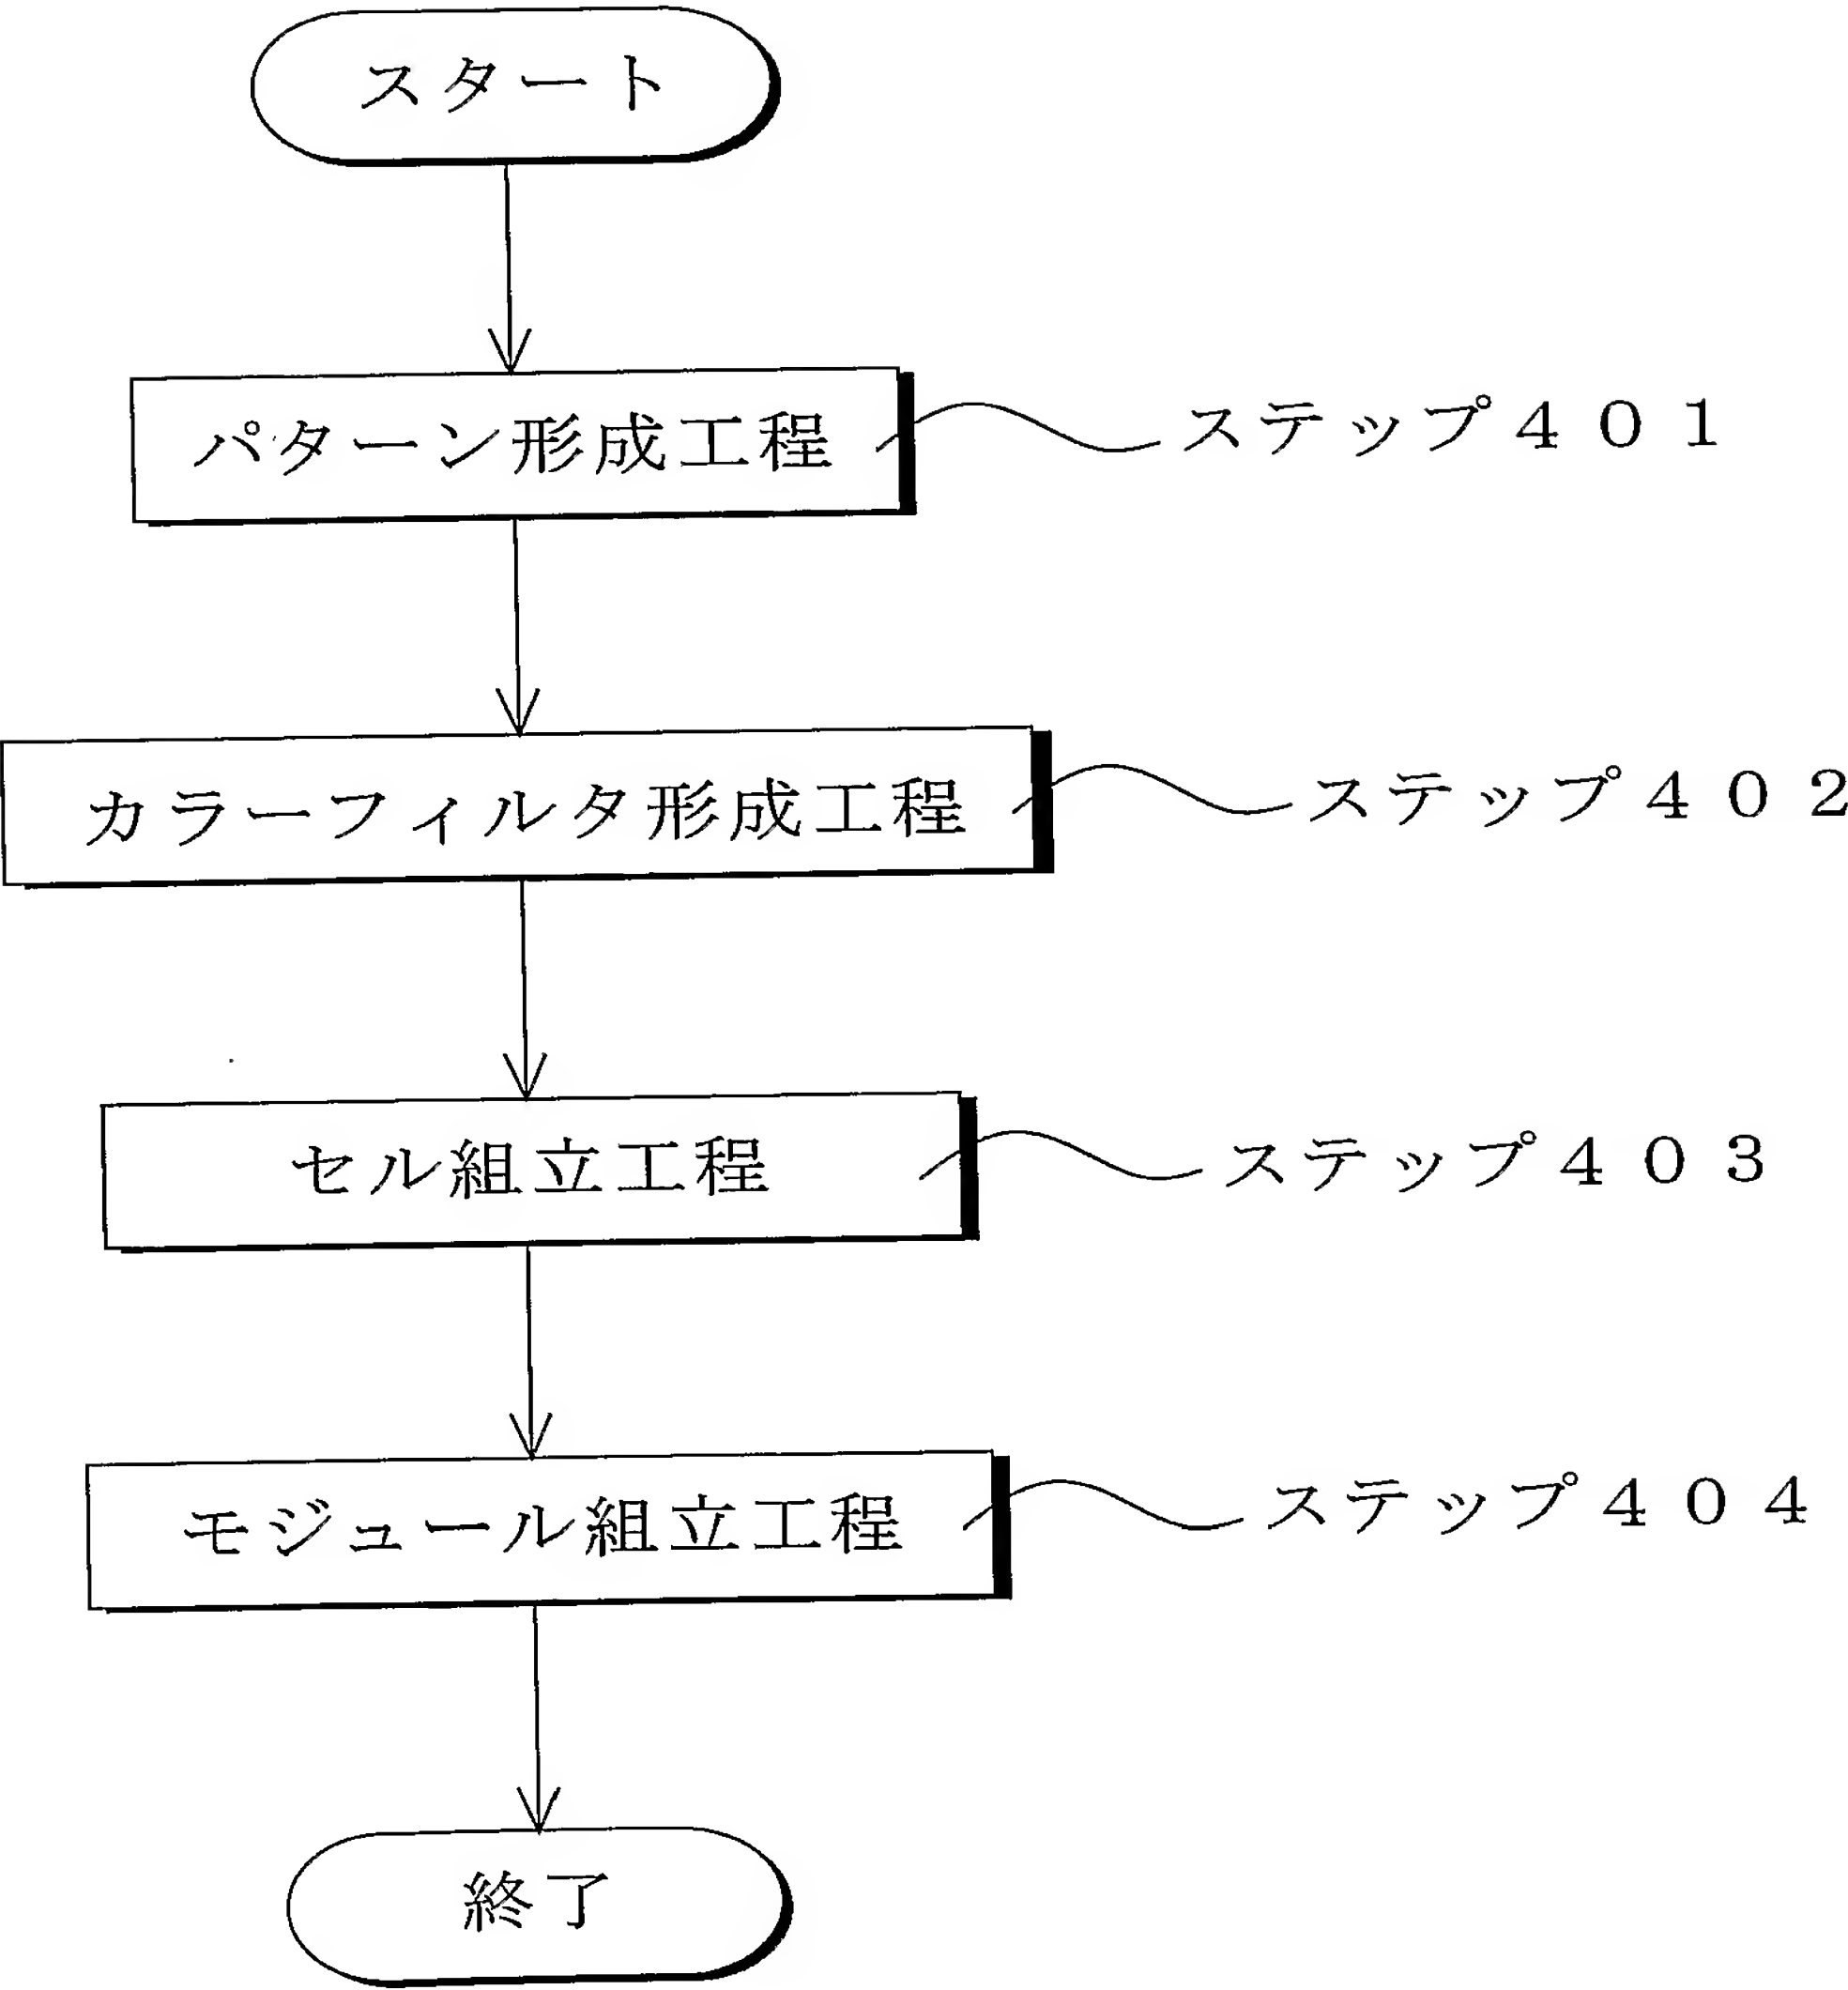 スタート
パターン形成工程
ステップ401
カラーフィルタ形成工程
ステップ402
セル組立工程
ステップ403
モジュール組立工程
ステップ404
終了